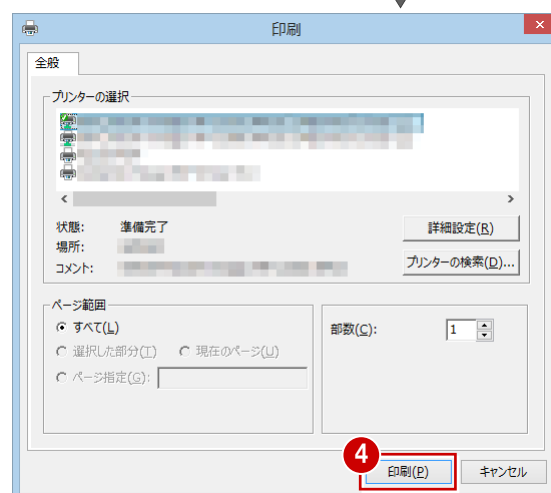 印刷
全般
プリンターの選択
状態: 準備完了
詳細設定(R)
場所:
コメント:
プリンターの検索(D)...
ページ範囲
すべて(L)
部数(C): 1
選択した部分(T) 現在のページ(U)
ページ指定(G):
4
印刷(P) キャンセル